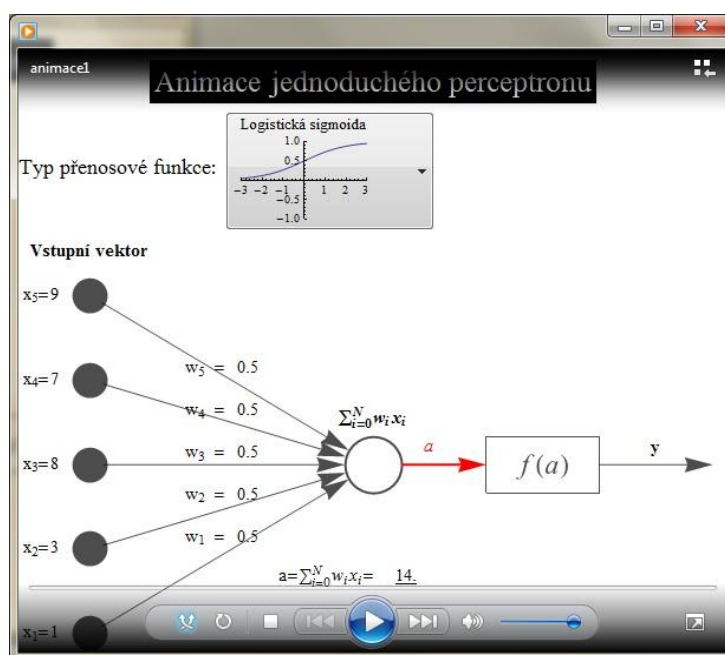 animace1
Animace jednoduchého perceptronu
Typ přenosové funkce:
Logistická sigmoida
1.0
0.5
−3 −2 −1 1 2 3
−0.5
−1.0
Vstupní vektor
x₅=9
w₅ = 0.5
x₄=7
w₄ = 0.5
∑ᵢ₌₀ᴺ wᵢxᵢ
x₃=8
w₃ = 0.5
a
f(a)
y
w₂ = 0.5
x₂=3
w₁ = 0.5
a=∑ᵢ₌₀ᴺ wᵢxᵢ= 14.
x₁=1